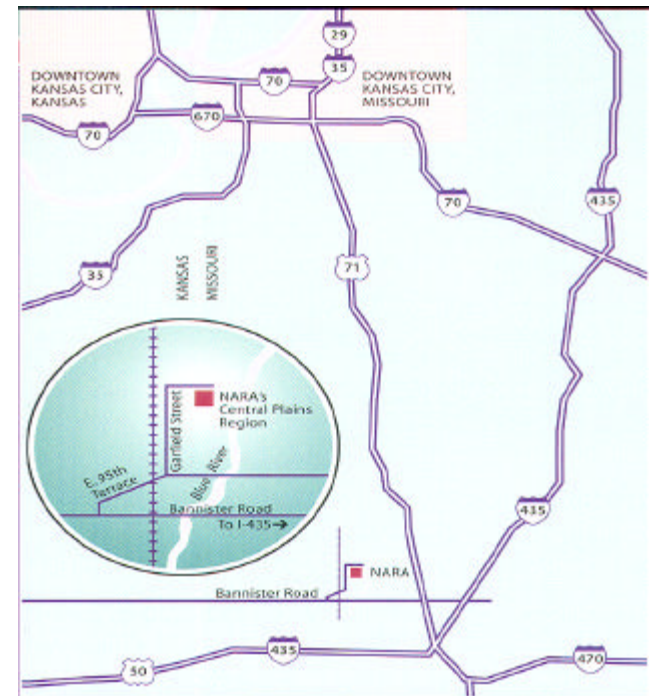 29
35
DOWNTOWN
KANSAS CITY,
KANSAS
70
DOWNTOWN
KANSAS CITY,
MISSOURI
670
70
70
435
35
KANSAS
MISSOURI
71
NARA's
Central Plains
Region
Garfield Street
E. 95th
Terrace
Blue River
Bannister Road
To I-435→
435
NARA
Bannister Road
435
50
470